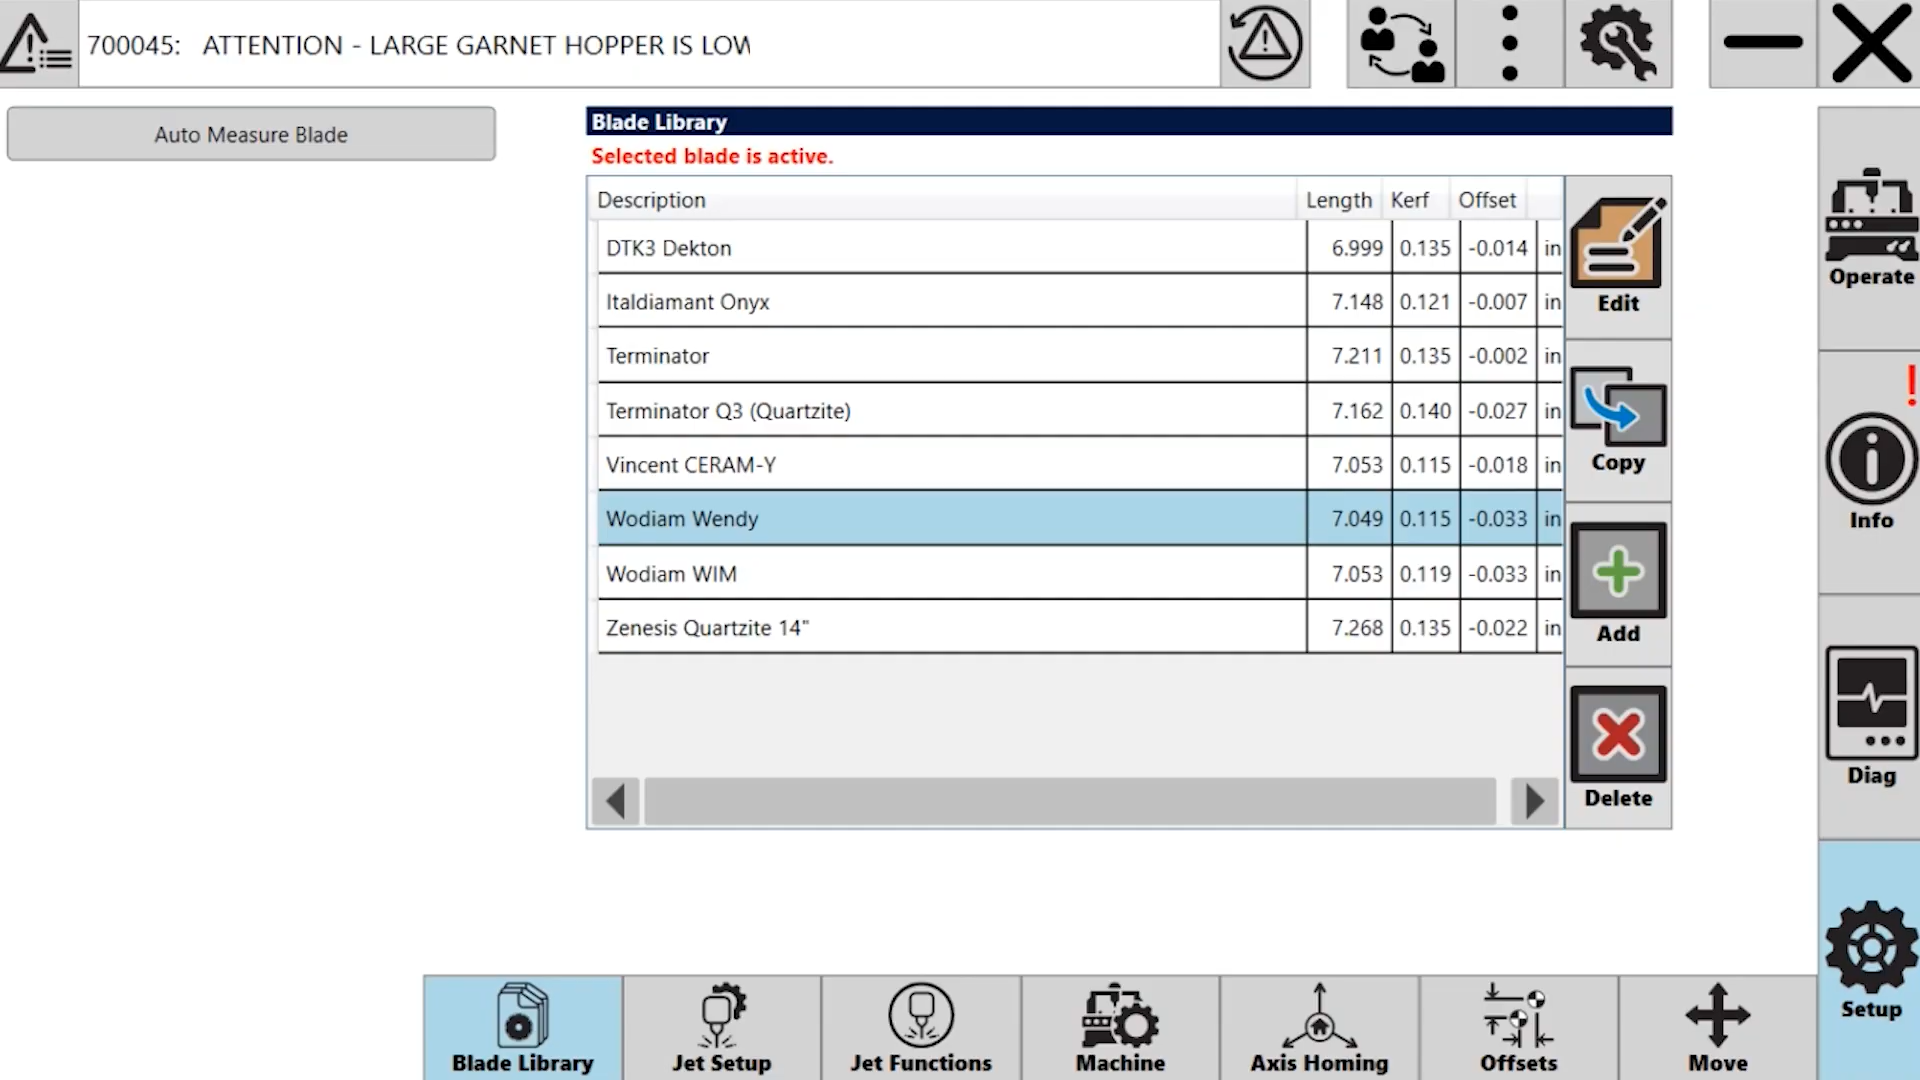 700045: ATTENTION - LARGE GARNET HOPPER IS LOW
Auto Measure Blade
Blade Library
Selected blade is active.
Description Length Kerf Offset
DTK3 Dekton 6.999 0.135 -0.014 in
Italdiamant Onyx 7.148 0.121 -0.007 in
Terminator 7.211 0.135 -0.002 in
Terminator Q3 (Quartzite) 7.162 0.140 -0.027 in
Vincent CERAM-Y 7.053 0.115 -0.018 in
Wodiam Wendy 7.049 0.115 -0.033 in
Wodiam WIM 7.053 0.119 -0.033 in
Zenesis Quartzite 14" 7.268 0.135 -0.022 in
Edit
Copy
Add
Delete
Operate
!
Info
Diag
Setup
Blade Library
Jet Setup
Jet Functions
Machine
Axis Homing
Offsets
Move